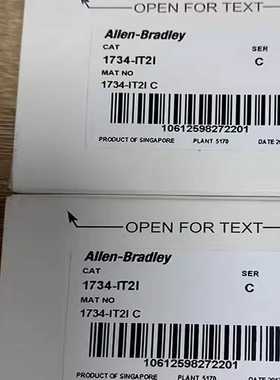 OPEN FOR TEXT
Allen-Bradley
CAT SER
1734-IT2I C
MAT NO
1734-IT2I C
10612598272201
PRODUCT OF SINGAPORE PLANT 5170 DATE
OPEN FOR TEXT
Allen-Bradley
CAT SER
1734-IT2I C
MAT NO
1734-IT2I C
10612598272201
PRODUCT OF SINGAPORE PLANT 5170 DATE